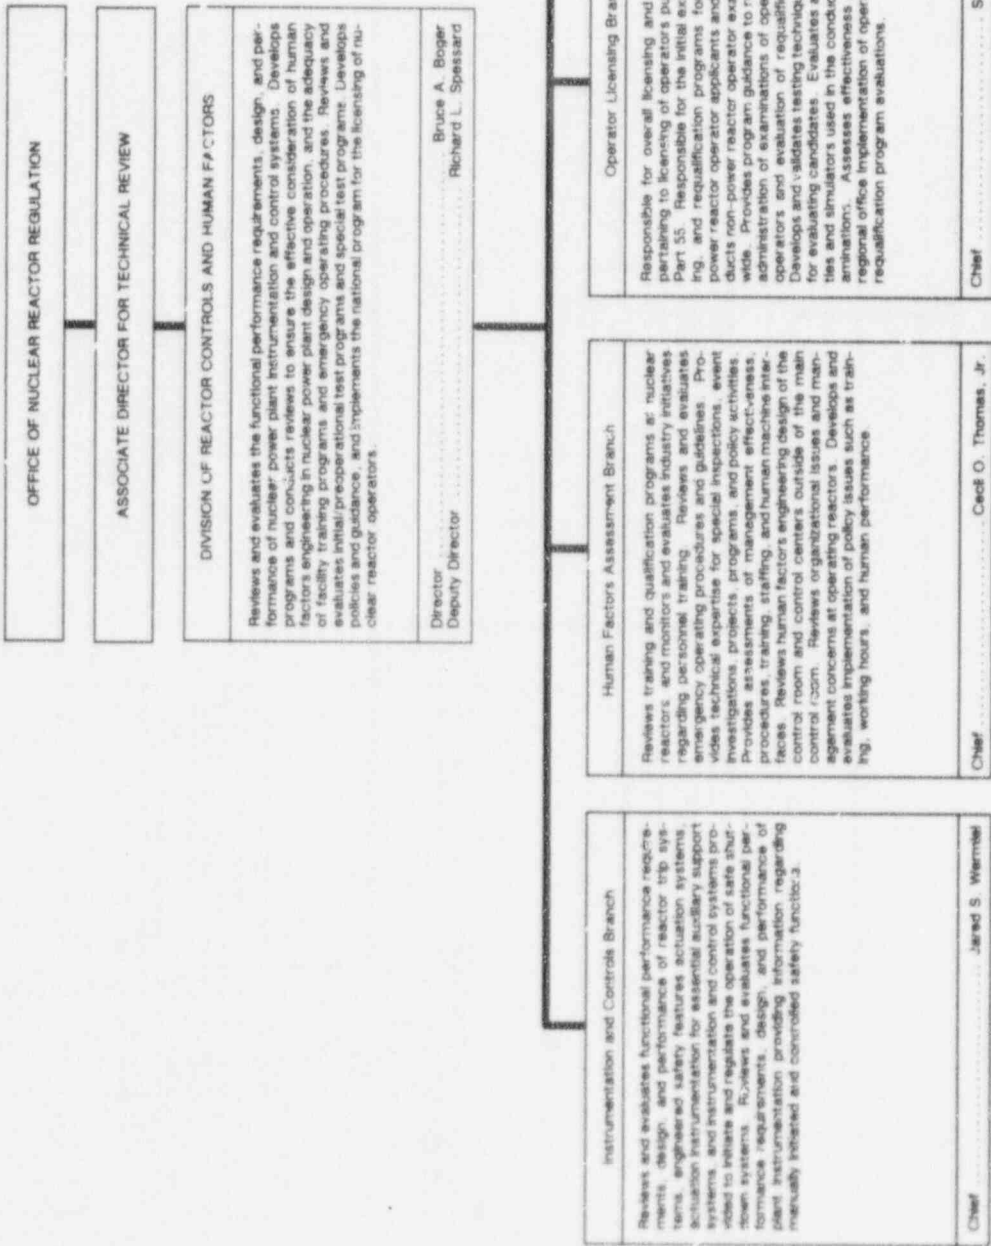 OFFICE OF NUCLEAR REACTOR REGULATION
ASSOCIATE DIRECTOR FOR TECHNICAL REVIEW
DIVISION OF REACTOR CONTROLS AND HUMAN FACTORS
Reviews and evaluates the functional performance requirements, design, and per-
formance of nuclear power plant instrumentation and control systems. Develops
programs and conducts reviews to ensure the effective consideration of human
factors engineering in nuclear power plant design and operation, and the adequacy
of facility training programs and emergency operating procedures. Reviews and
evaluates initial/preoperational test programs and special test programs. Develops
policies and guidance, and implements the national program for the licensing of nu-
clear reactor operators.
Director .......... Bruce A. Boger
Deputy Director .......... Richard L. Spessard
Instrumentation and Controls Branch
Reviews and evaluates functional performance require-
ments, design, and performance of reactor trip sys-
tems, engineered safety features actuation systems,
actuation instrumentation for essential auxiliary support
systems, and instrumentation and control systems pro-
vided to initiate and regulate the operation of safe shut-
down systems. Reviews and evaluates functional per-
formance requirements, design, and performance of
plant instrumentation providing information regarding
manually initiated and controlled safety functions.
Chief .......... Jared S. Wermiel
Human Factors Assessment Branch
Reviews training and qualification programs at nuclear
reactors, and monitors and evaluates industry initiatives
regarding personnel training. Reviews and evaluates
emergency operating procedures and guidelines. Pro-
vides technical expertise for special inspections, event
investigations, projects, programs, and policy activities.
Provides assessments of management effectiveness,
procedures, training, staffing, and human machine inter-
faces. Reviews human factors engineering design of the
control room and control centers outside of the main
control room. Reviews organizational issues and man-
agement concerns at operating reactors. Develops and
evaluates implementation of policy issues such as train-
ing, working hours, and human performance.
Chief .......... Cecil O. Thomas, Jr.
Operator Licensing Bra
Responsible for overall licensing and
pertaining to licensing of operators pu
Part 55. Responsible for the initial ex
ing, and requalification programs fo
power reactor operator applicants and
ducts non-power reactor operator exa
wide. Provides program guidance to r
administration of examinations of ope
operators and evaluation of requalifi
Develops and validates testing techniqu
for evaluating candidates. Evaluates a
ties and simulators used in the conduc
aminations. Assesses effectiveness
regional office implementation of oper
requalification program evaluations.
Chief .......... S